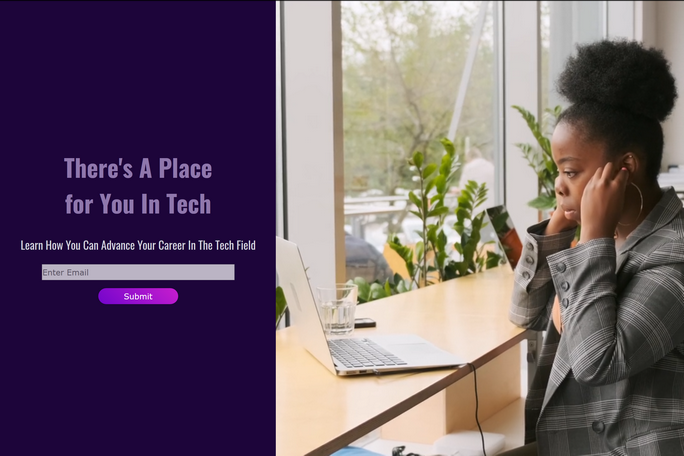 There's A Place
for You In Tech
Learn How You Can Advance Your Career In The Tech Field
Enter Email
Submit